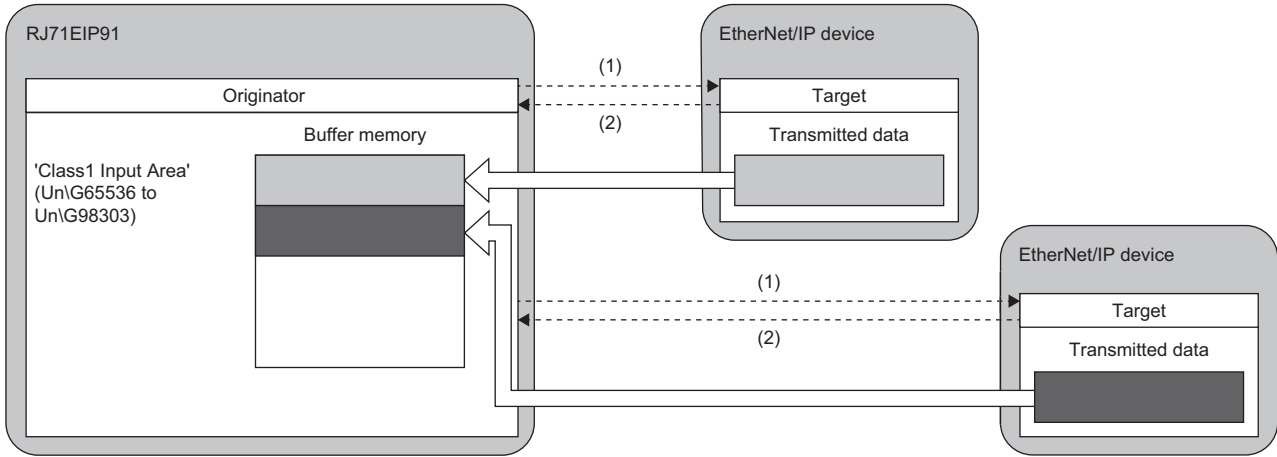 RJ71EIP91
Originator
Buffer memory
'Class1 Input Area'
(Un\G65536 to
Un\G98303)
(1)
(2)
EtherNet/IP device
Target
Transmitted data
(1)
(2)
EtherNet/IP device
Target
Transmitted data